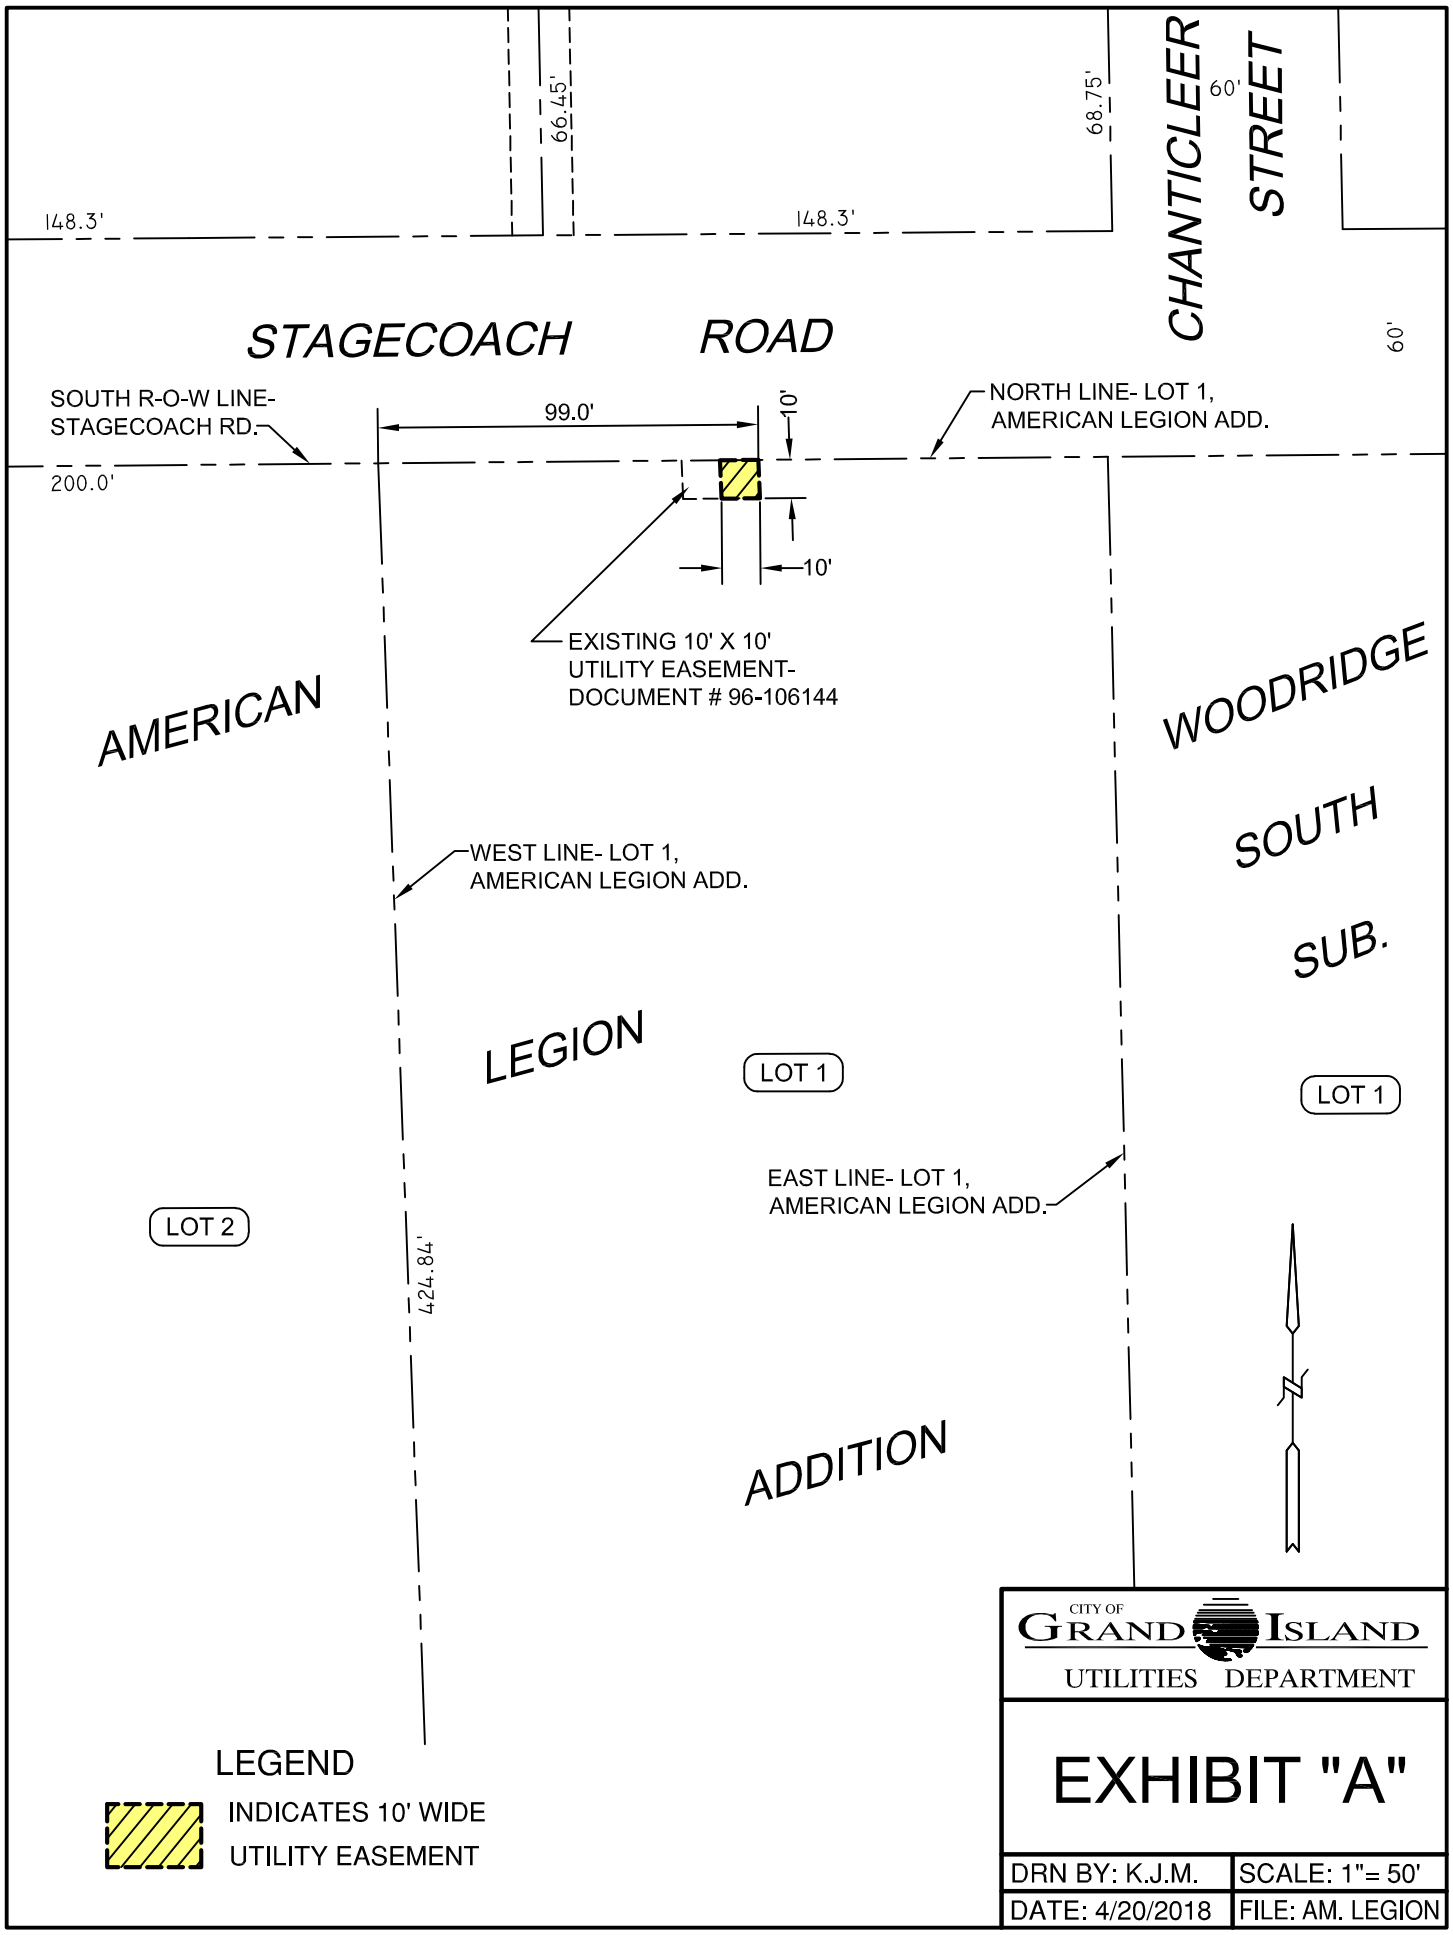 CHANTICLEER
STREET
60'
66.45'
68.75'
148.3'
148.3'
STAGECOACH ROAD
60'
SOUTH R-O-W LINE-
STAGECOACH RD.
99.0'
10'
NORTH LINE- LOT 1,
AMERICAN LEGION ADD.
200.0'
10'
EXISTING 10' X 10'
UTILITY EASEMENT-
DOCUMENT # 96-106144
AMERICAN
WOODRIDGE
SOUTH
SUB.
WEST LINE- LOT 1,
AMERICAN LEGION ADD.
LEGION
LOT 1
LOT 1
EAST LINE- LOT 1,
AMERICAN LEGION ADD.
LOT 2
424.84'
N
ADDITION
CITY OF
GRAND ISLAND
UTILITIES DEPARTMENT
EXHIBIT "A"
LEGEND
INDICATES 10' WIDE
UTILITY EASEMENT
DRN BY: K.J.M.
SCALE: 1"= 50'
DATE: 4/20/2018
FILE: AM. LEGION